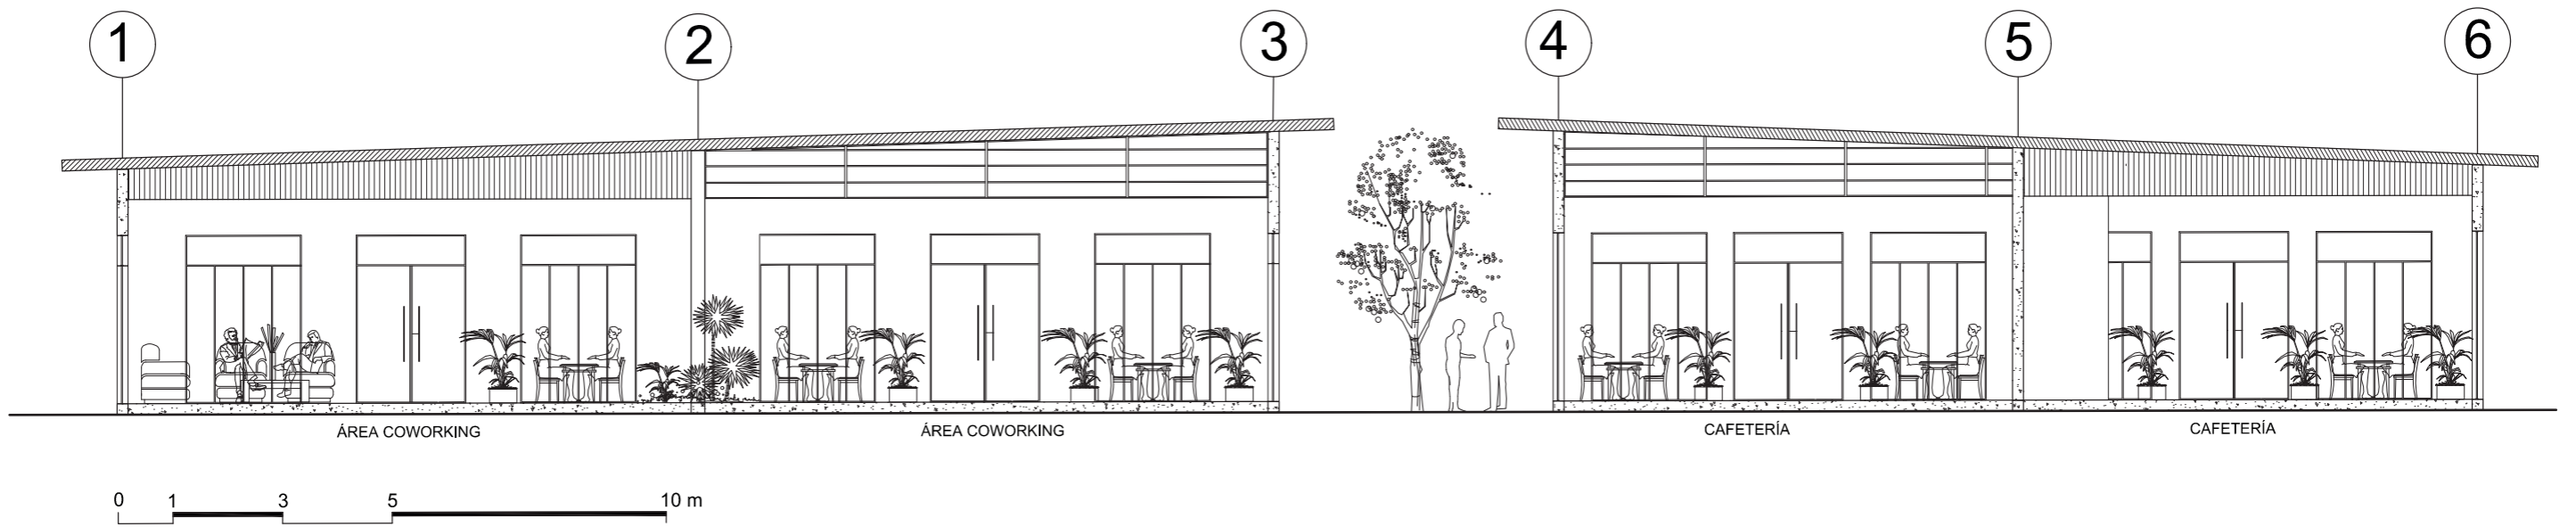 1 2 3 4 5 6
ÁREA COWORKING ÁREA COWORKING CAFETERÍA CAFETERÍA
0 1 3 5 10 m